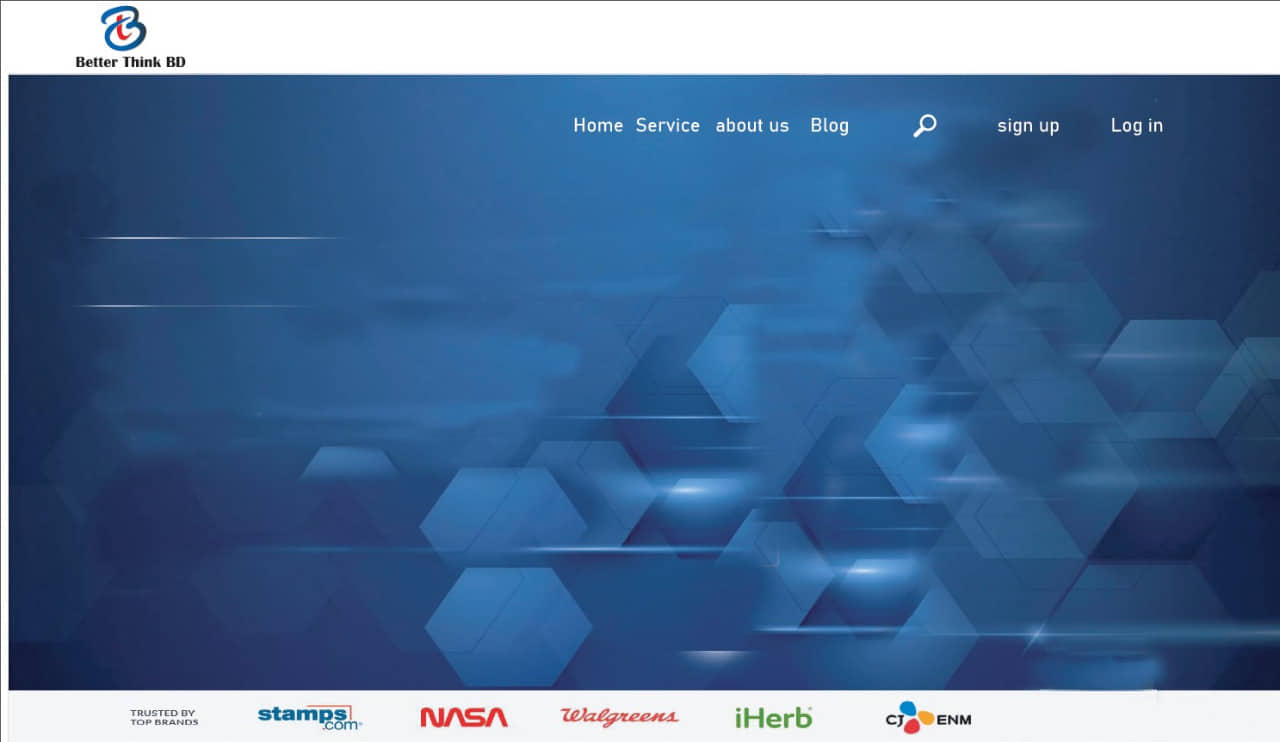 Better Think BD
Home Service about us Blog sign up Log in
TRUSTED BY
TOP BRANDS
stamps
.com
NASA
Walgreens
iHerb
CJ ENM